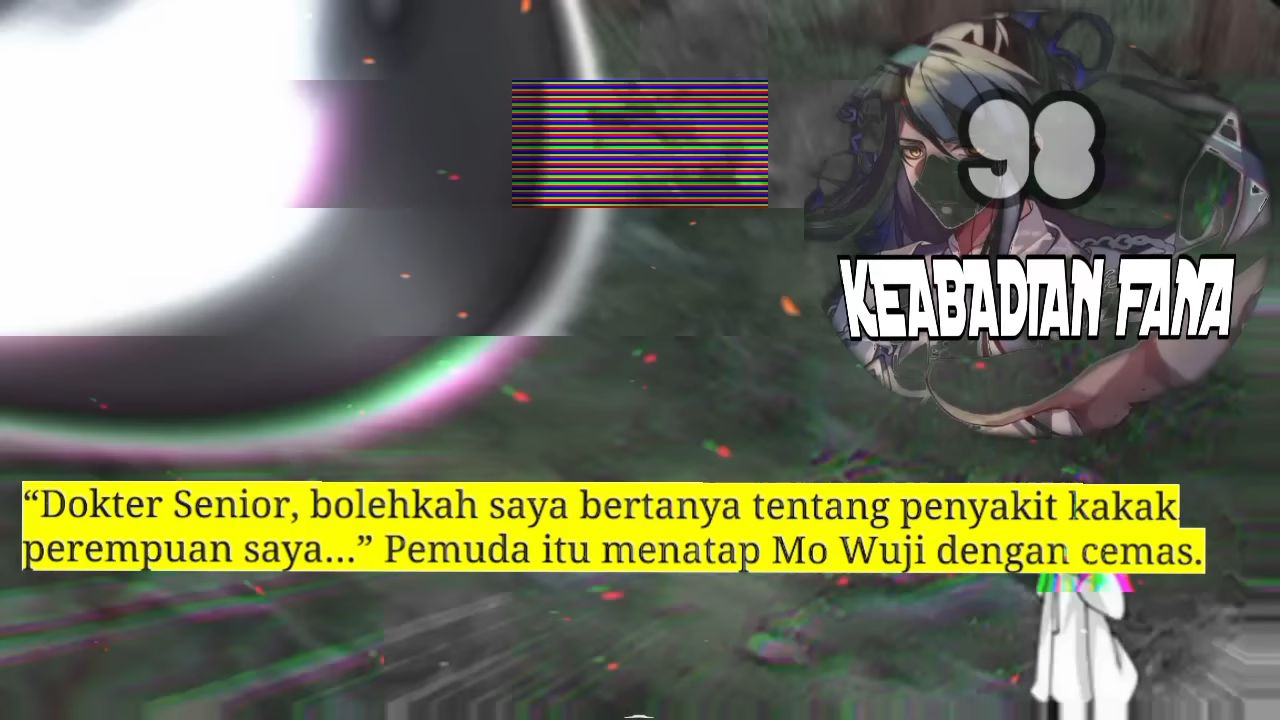 98
KEABADIAN FANA
“Dokter Senior, bolehkah saya bertanya tentang penyakit kakak
perempuan saya...” Pemuda itu menatap Mo Wuji dengan cemas.